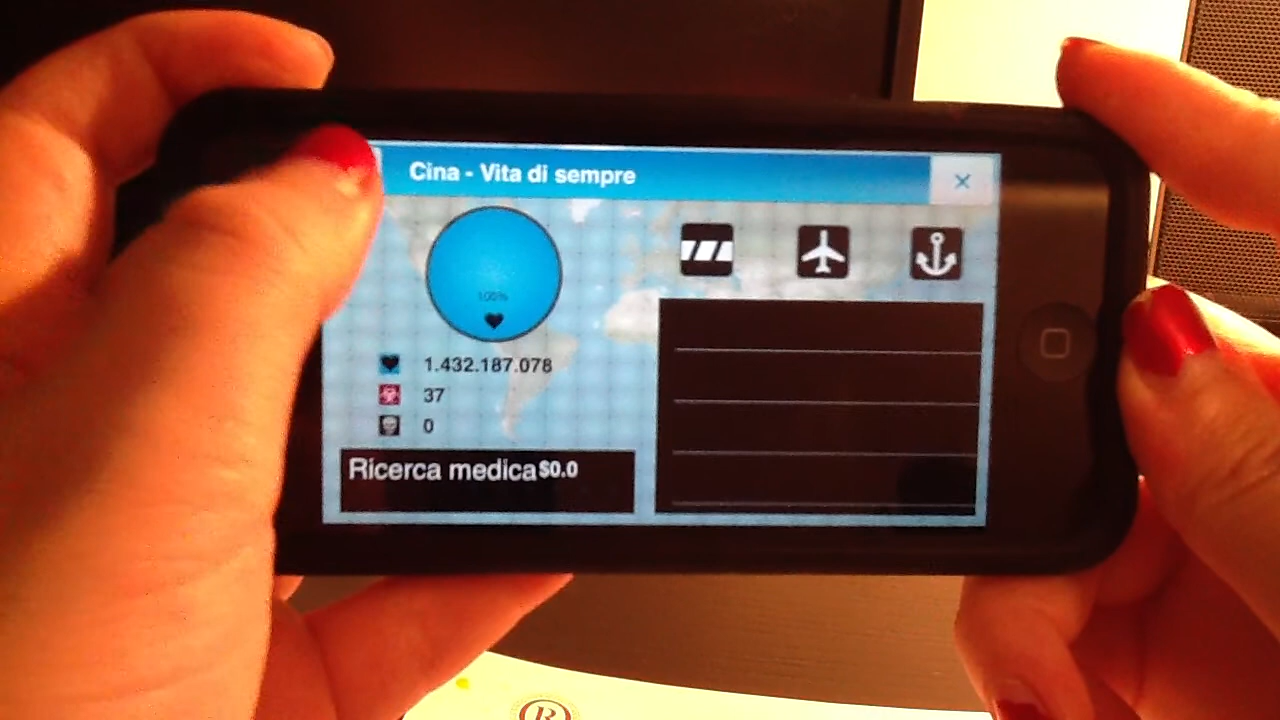 Cina - Vita di sempre
100%
1.432.187.078
37
0
Ricerca medica $0.0
R